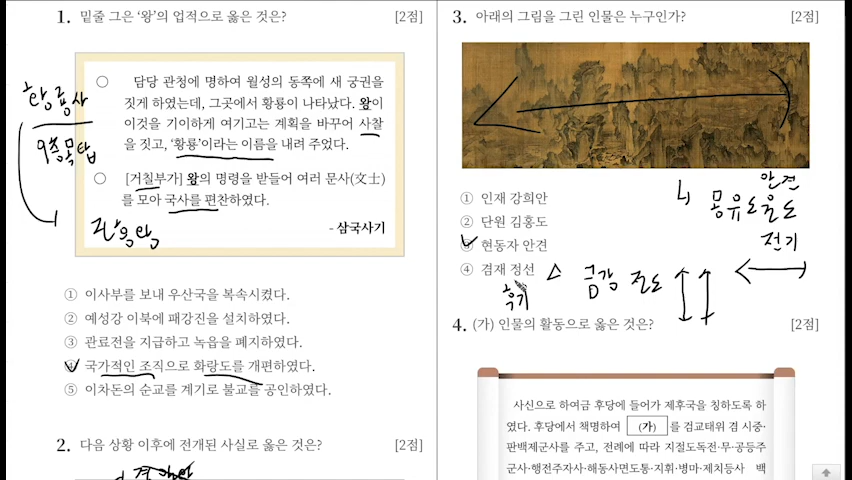 1. 밑줄 그은 '왕'의 업적으로 옳은 것은? [2점]
○ 담당 관청에 명하여 월성의 동쪽에 새 궁궐을
짓게 하였는데, 그곳에서 황룡이 나타났다. 왕이
이것을 기이하게 여기고는 계획을 바꾸어 사찰
을 짓고, '황룡'이라는 이름을 내려 주었다.
○ [거칠부가] 왕의 명령을 받들어 여러 문사(文士)
를 모아 국사를 편찬하였다.
- 삼국사기
황룡사
9층목탑
① 이사부를 보내 우산국을 복속시켰다.
② 예성강 이북에 패강진을 설치하였다.
③ 관료전을 지급하고 녹읍을 폐지하였다.
④ 국가적인 조직으로 화랑도를 개편하였다.
⑤ 이차돈의 순교를 계기로 불교를 공인하였다.
2. 다음 상황 이후에 전개된 사실로 옳은 것은? [2점]
3. 아래의 그림을 그린 인물은 누구인가? [2점]
① 인재 강희안
② 단원 김홍도
③ 현동자 안견
④ 겸재 정선
안견
몽유도원도
전기
후기
금강 전도
4. (가) 인물의 활동으로 옳은 것은? [2점]
사신으로 하여금 후당에 들어가 제후국을 칭하도록 하
였다. 후당에서 책명하여 (가) 를 검교태위 겸 시중·
판백제군사를 주고, 전례에 따라 지절도독전·무·공등주
군사·행전주자사·해동사면도통·지휘·병마·제치등사 백